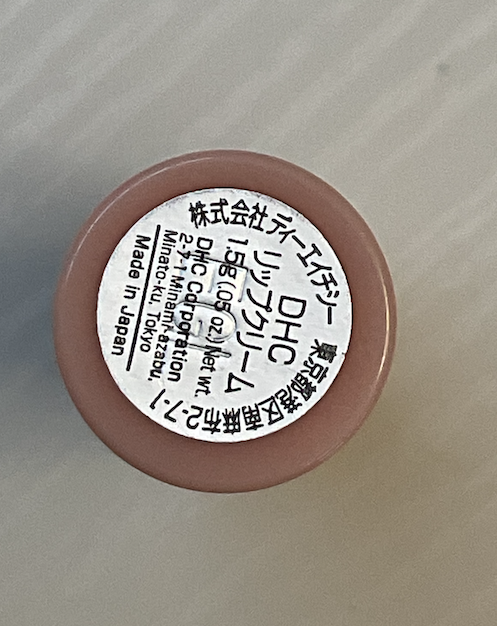 株式会社ディーエイチシー 東京都港区南麻布2-7-1
DHC
リップクリーム
1.5g(.05 oz.)Net wt.
DHC Corporation
2-7-1 Minami-azabu,
Minato-ku, Tokyo
Made in Japan